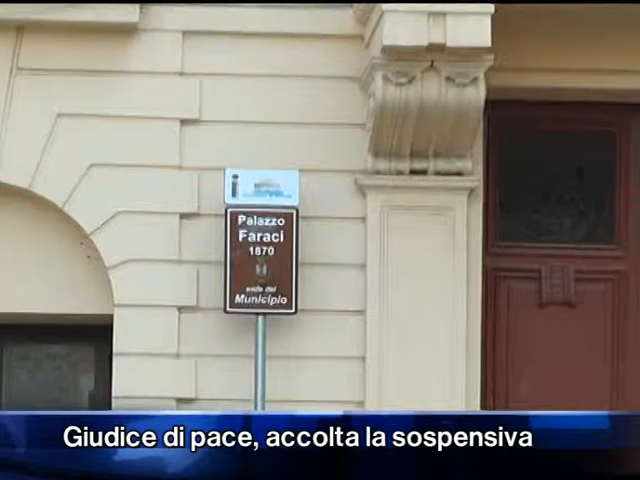 i
Palazzo
Faraci
1870
sede del
Municipio
Giudice di pace, accolta la sospensiva